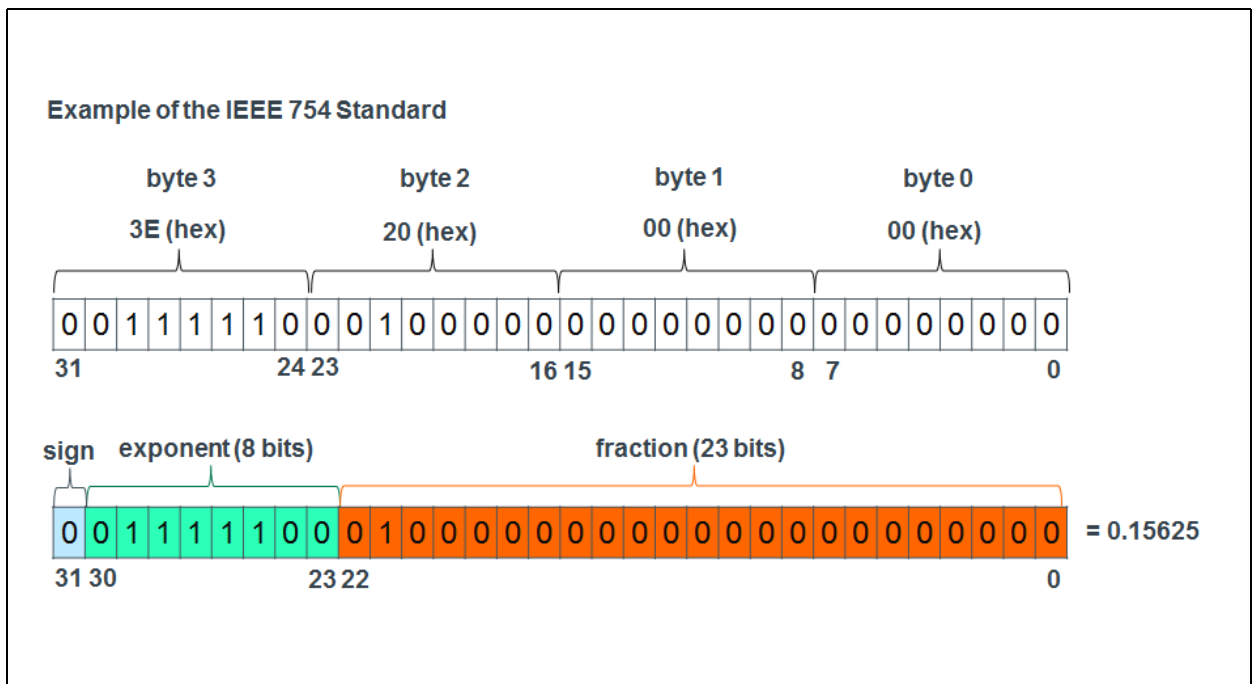 Example of the IEEE 754 Standard
byte 3 byte 2 byte 1 byte 0
3E (hex) 20 (hex) 00 (hex) 00 (hex)
0 0 1 1 1 1 1 0 0 0 1 0 0 0 0 0 0 0 0 0 0 0 0 0 0 0 0 0 0 0 0 0
31 24 23 16 15 8 7 0
sign exponent (8 bits) fraction (23 bits)
0 0 1 1 1 1 1 0 0 0 1 0 0 0 0 0 0 0 0 0 0 0 0 0 0 0 0 0 0 0 0 0 = 0.15625
31 30 23 22 0